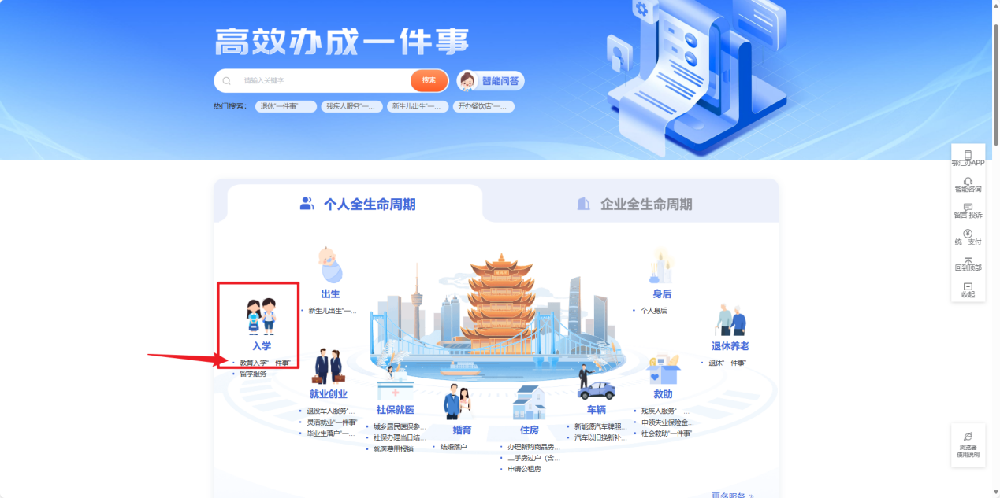 高效办成一件事
请输入关键字
搜索
智能问答
热门搜索：
退休“一件事”
残疾人服务“一...
新生儿出生“一...
开办餐饮店“一...
鄂汇办APP
智能咨询
留言 投诉
统一支付
回到顶部
收起
个人全生命周期
企业全生命周期
出生
新生儿出生“一...
身后
个人身后
入学
教育入学“一件事”
留学服务
退休养老
退休“一件事”
就业创业
退役军人服务“...
灵活就业“一件事”
毕业生落户“一...
社保就医
城乡居民医保参...
社保办理当日结...
就医费用报销
婚育
结婚落户
住房
办理新购商品房...
二手房过户（含...
申请公租房
车辆
新能源汽车牌照...
汽车以旧换新补...
救助
残疾人服务“一...
申领失业保险金...
社会救助“一件事”
浏览器
使用说明
更多服务 »